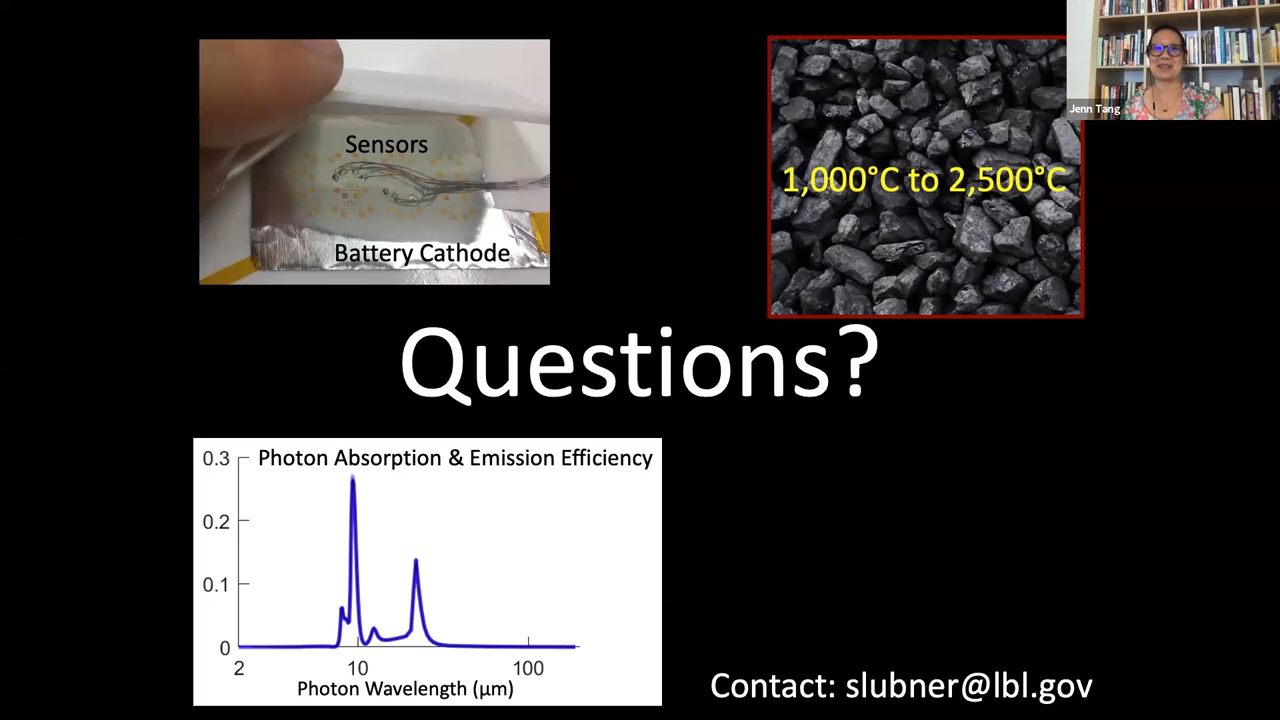 Sensors
Battery Cathode
1,000°C to 2,500°C
Jenn Tang
Questions?
Photon Absorption & Emission Efficiency
0.3
0.2
0.1
0
2
10
100
Photon Wavelength (µm)
Contact: slubner@lbl.gov